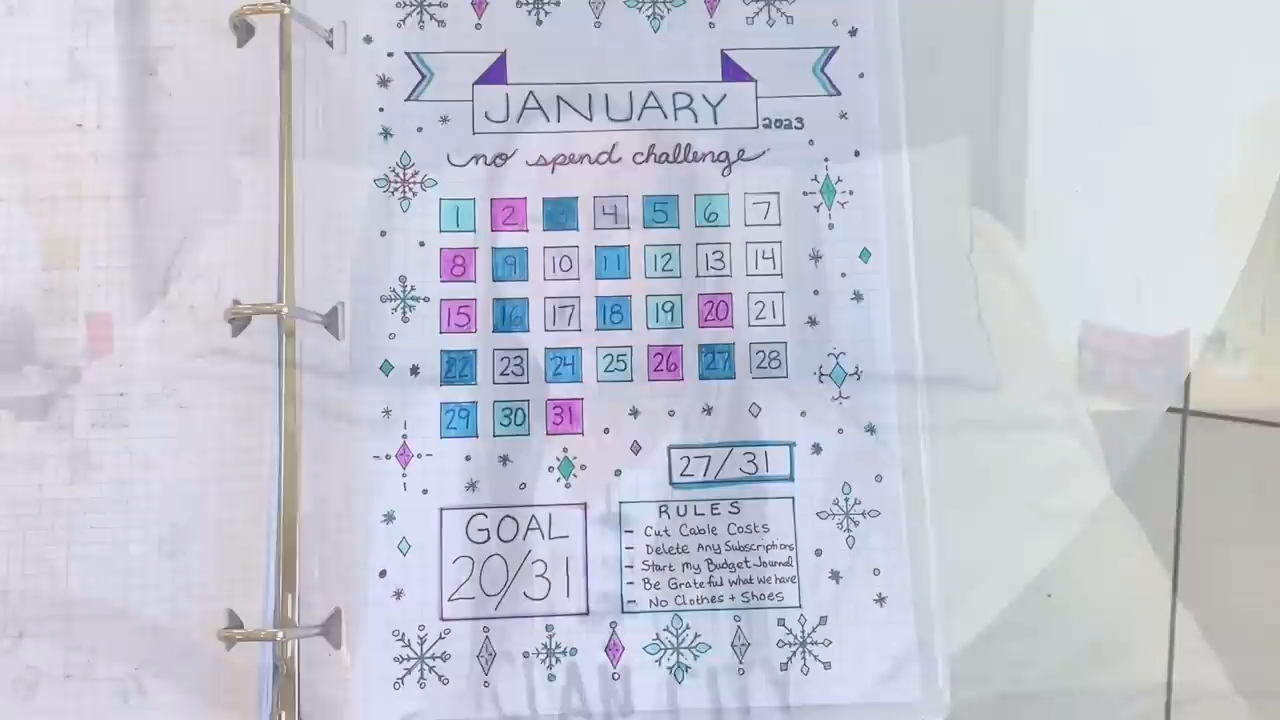 JANUARY
2023
no spend challenge
1 2 3 4 5 6 7
8 9 10 11 12 13 14
15 16 17 18 19 20 21
22 23 24 25 26 27 28
29 30 31
27/31
GOAL
20/31
RULES
- Cut Cable Costs
- Delete Any Subscriptions
- Start My Budget Journal
- Be Grateful what we have
- No Clothes + Shoes